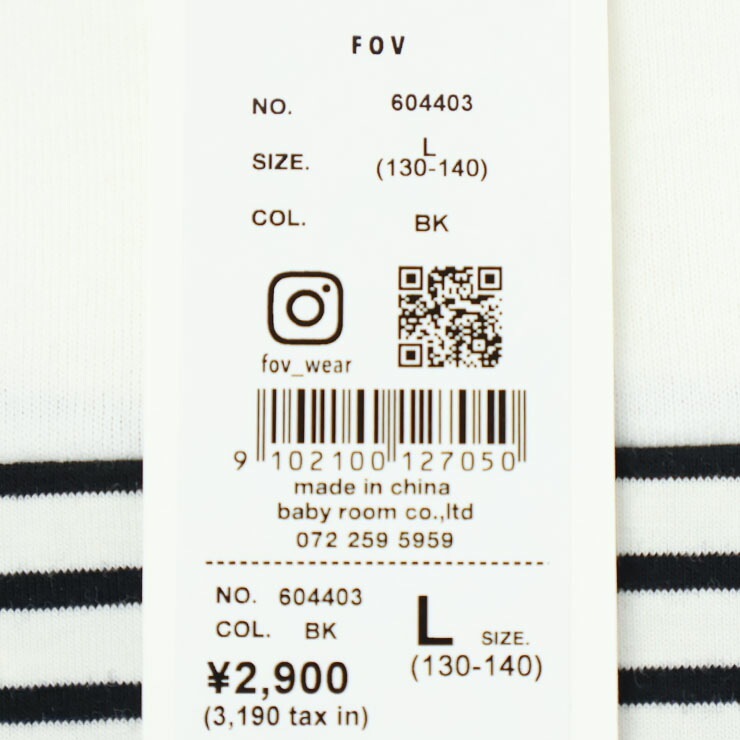 FOV
NO. 604403
SIZE. L
(130-140)
COL. BK
fov_wear
9 102100 127050
made in china
baby room co.,ltd
072 259 5959
NO. 604403
COL. BK
L SIZE.
(130-140)
¥2,900
(3,190 tax in)